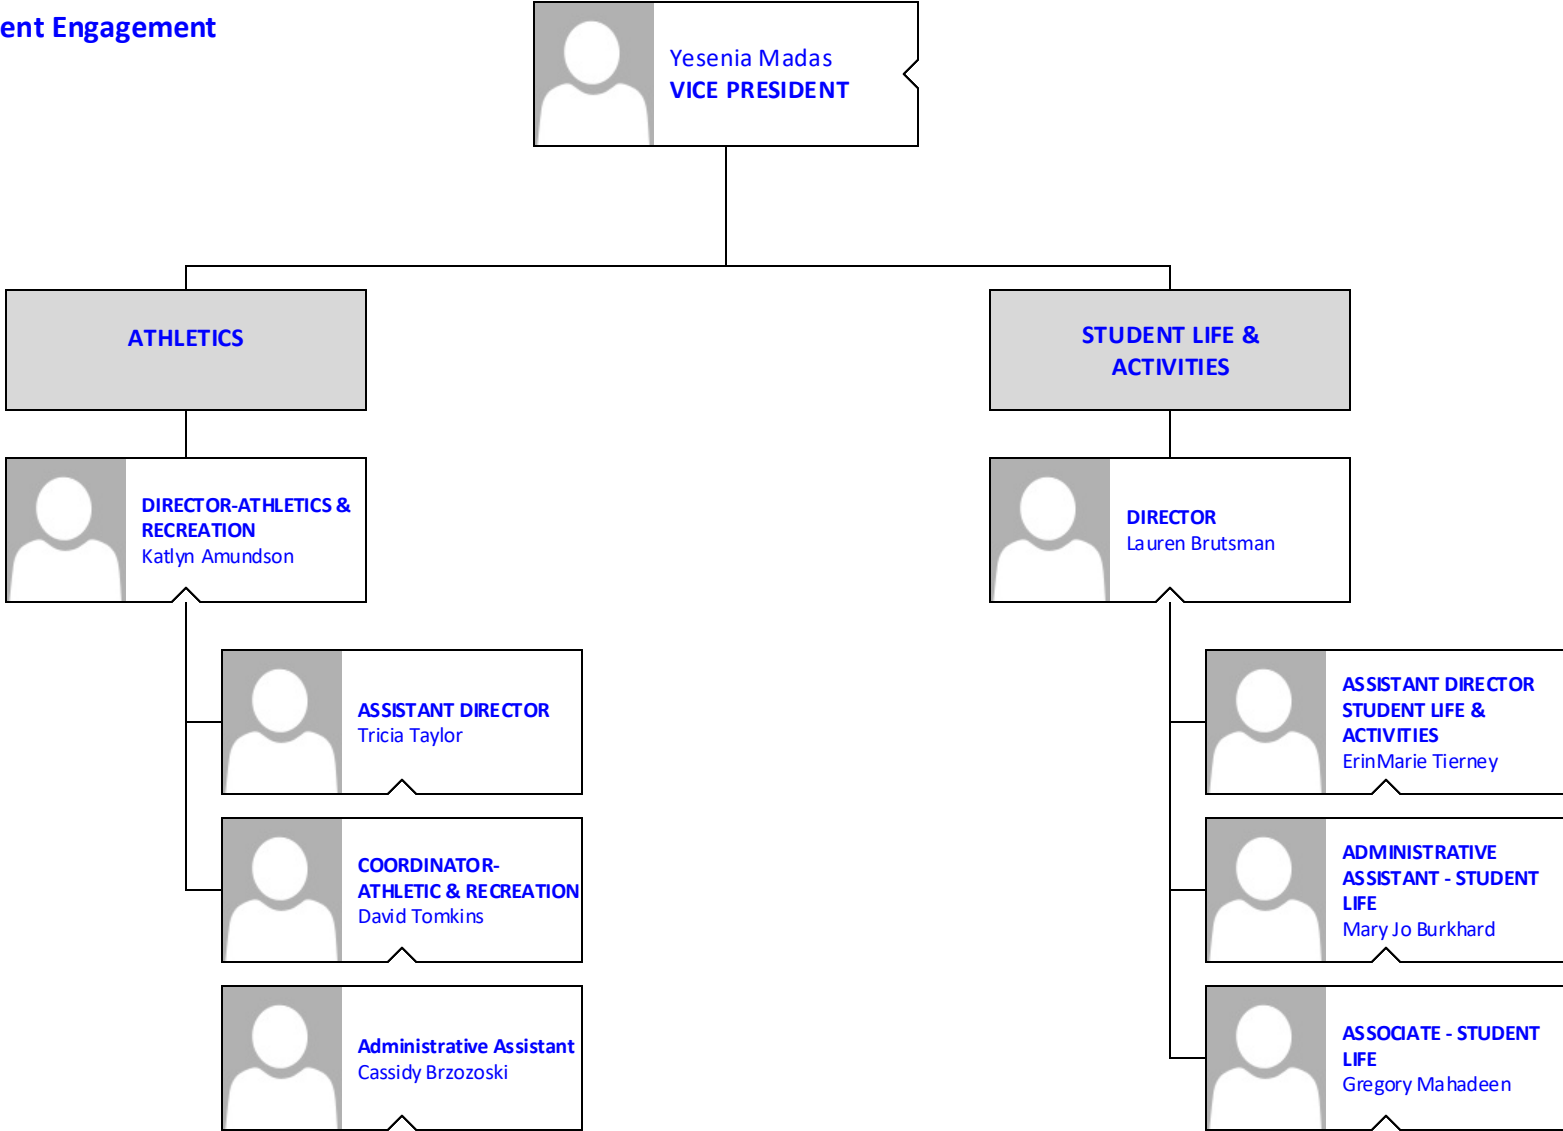 ent Engagement
Yesenia Madas
VICE PRESIDENT
ATHLETICS
STUDENT LIFE &
ACTIVITIES
DIRECTOR-ATHLETICS &
RECREATION
Katlyn Amundson
DIRECTOR
Lauren Brutsman
ASSISTANT DIRECTOR
Tricia Taylor
ASSISTANT DIRECTOR
STUDENT LIFE &
ACTIVITIES
ErinMarie Tierney
COORDINATOR-
ATHLETIC & RECREATION
David Tomkins
ADMINISTRATIVE
ASSISTANT - STUDENT
LIFE
Mary Jo Burkhard
Administrative Assistant
Cassidy Brzozoski
ASSOCIATE - STUDENT
LIFE
Gregory Mahadeen